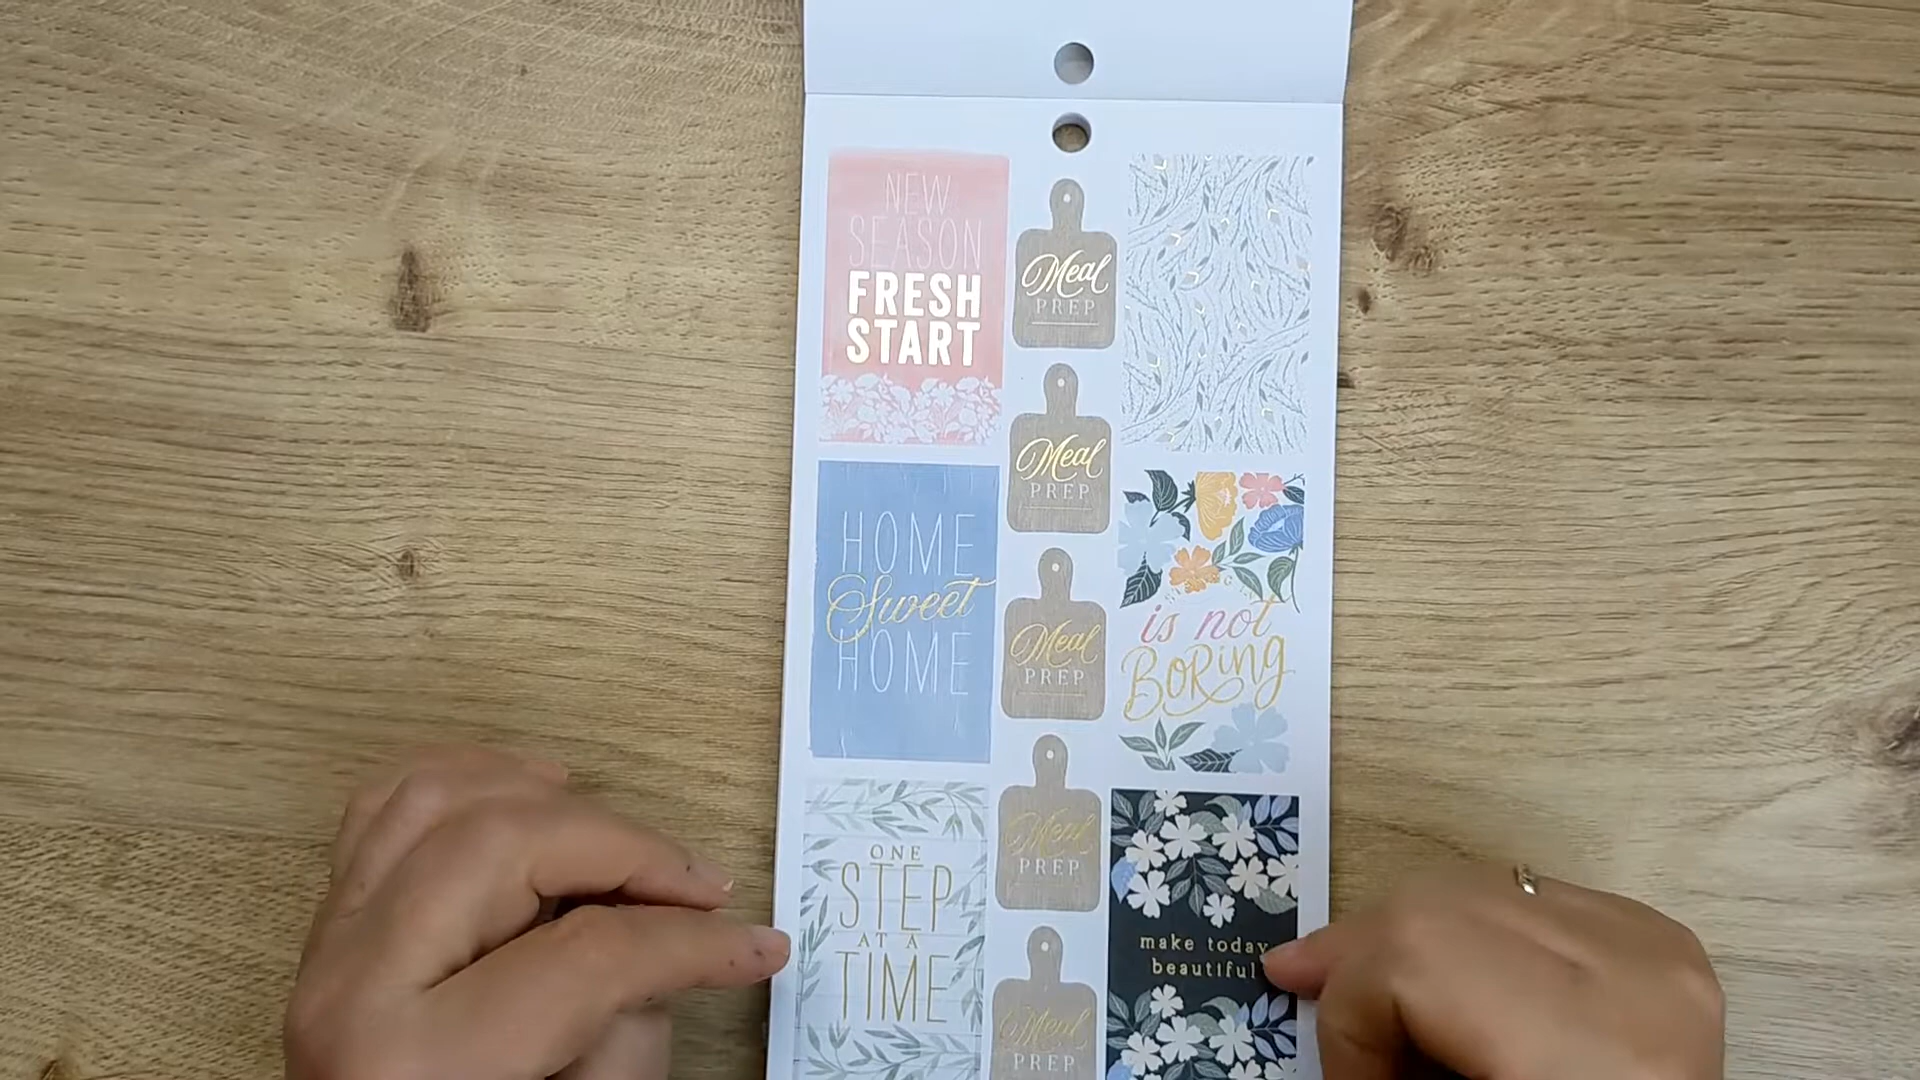 NEW
SEASON
FRESH
START
HOME
Sweet
HOME
ONE
STEP
AT A
TIME
Meal
PREP
Meal
PREP
Meal
PREP
Meal
PREP
Meal
PREP
is not
BORING
make today
beautiful